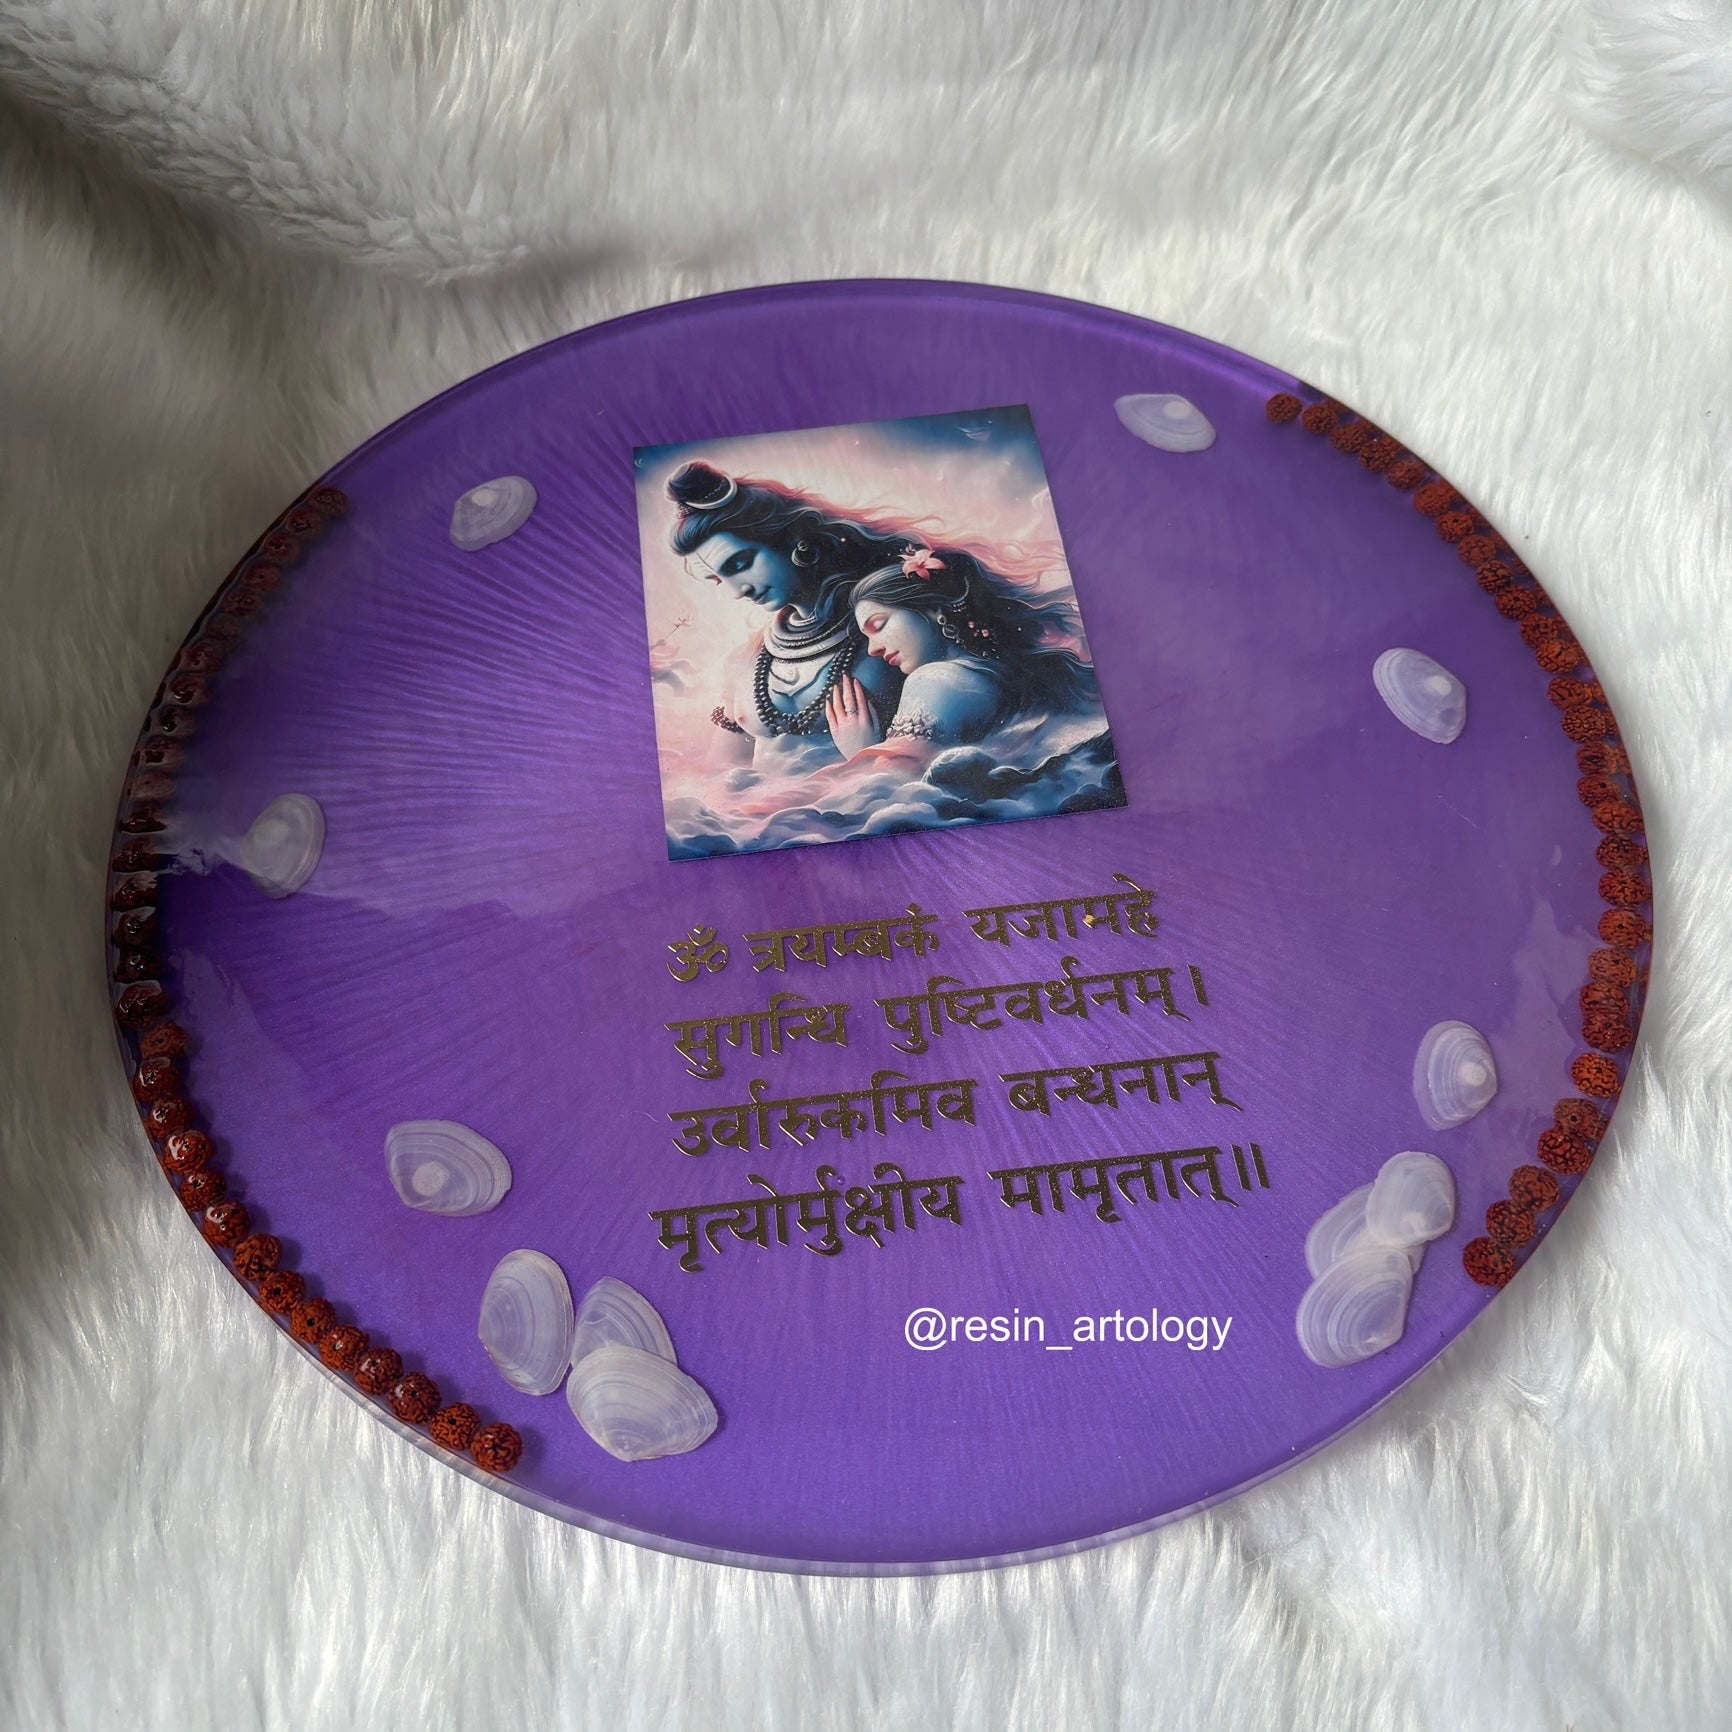 ॐ त्रयम्बकं यजामहे
सुगन्धि पुष्टिवर्धनम्।
उर्वारुकमिव बन्धनान्
मृत्योर्मुक्षीय मामृतात्॥
@resin_artology